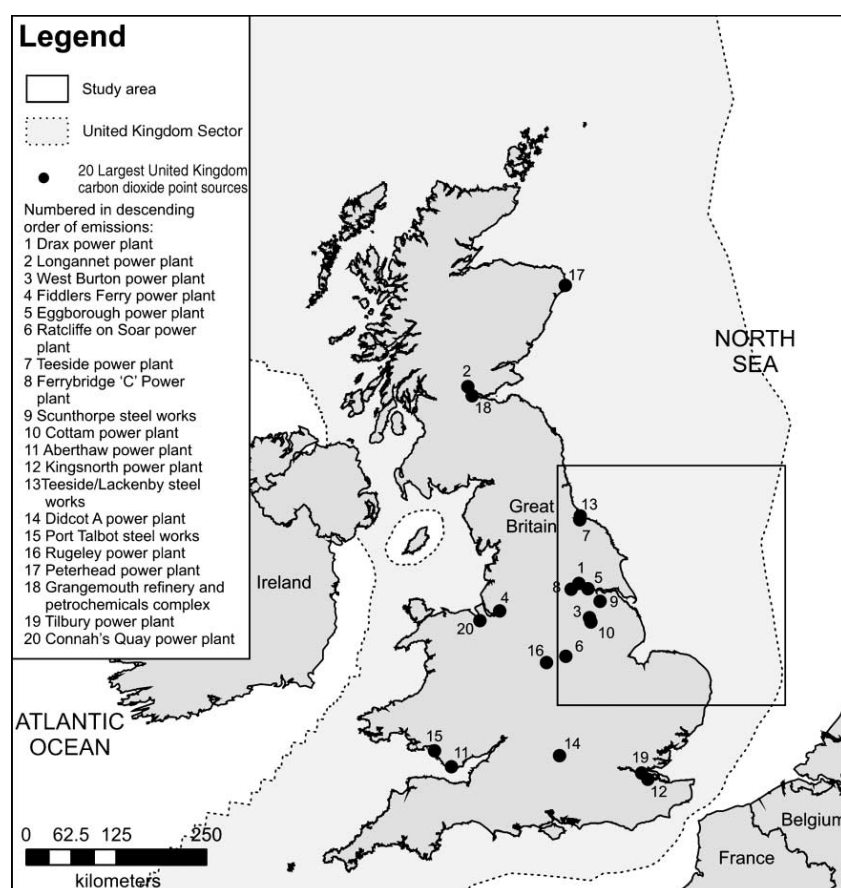 Legend
Study area
United Kingdom Sector
20 Largest United Kingdom
carbon dioxide point sources
Numbered in descending
order of emissions:
1 Drax power plant
2 Longannet power plant
3 West Burton power plant
4 Fiddlers Ferry power plant
5 Eggborough power plant
6 Ratcliffe on Soar power
plant
7 Teeside power plant
8 Ferrybridge ‘C’ Power
plant
9 Scunthorpe steel works
10 Cottam power plant
11 Aberthaw power plant
12 Kingsnorth power plant
13Teeside/Lackenby steel
works
14 Didcot A power plant
15 Port Talbot steel works
16 Rugeley power plant
17 Peterhead power plant
18 Grangemouth refinery and
petrochemicals complex
19 Tilbury power plant
20 Connah's Quay power plant
17
NORTH
SEA
2
18
Great
Britain
13
7
Ireland
1
8
5
9
4
3
10
20
16
6
ATLANTIC
OCEAN
15
11
14
19
12
0 62.5 125 250
kilometers
Belgium
France